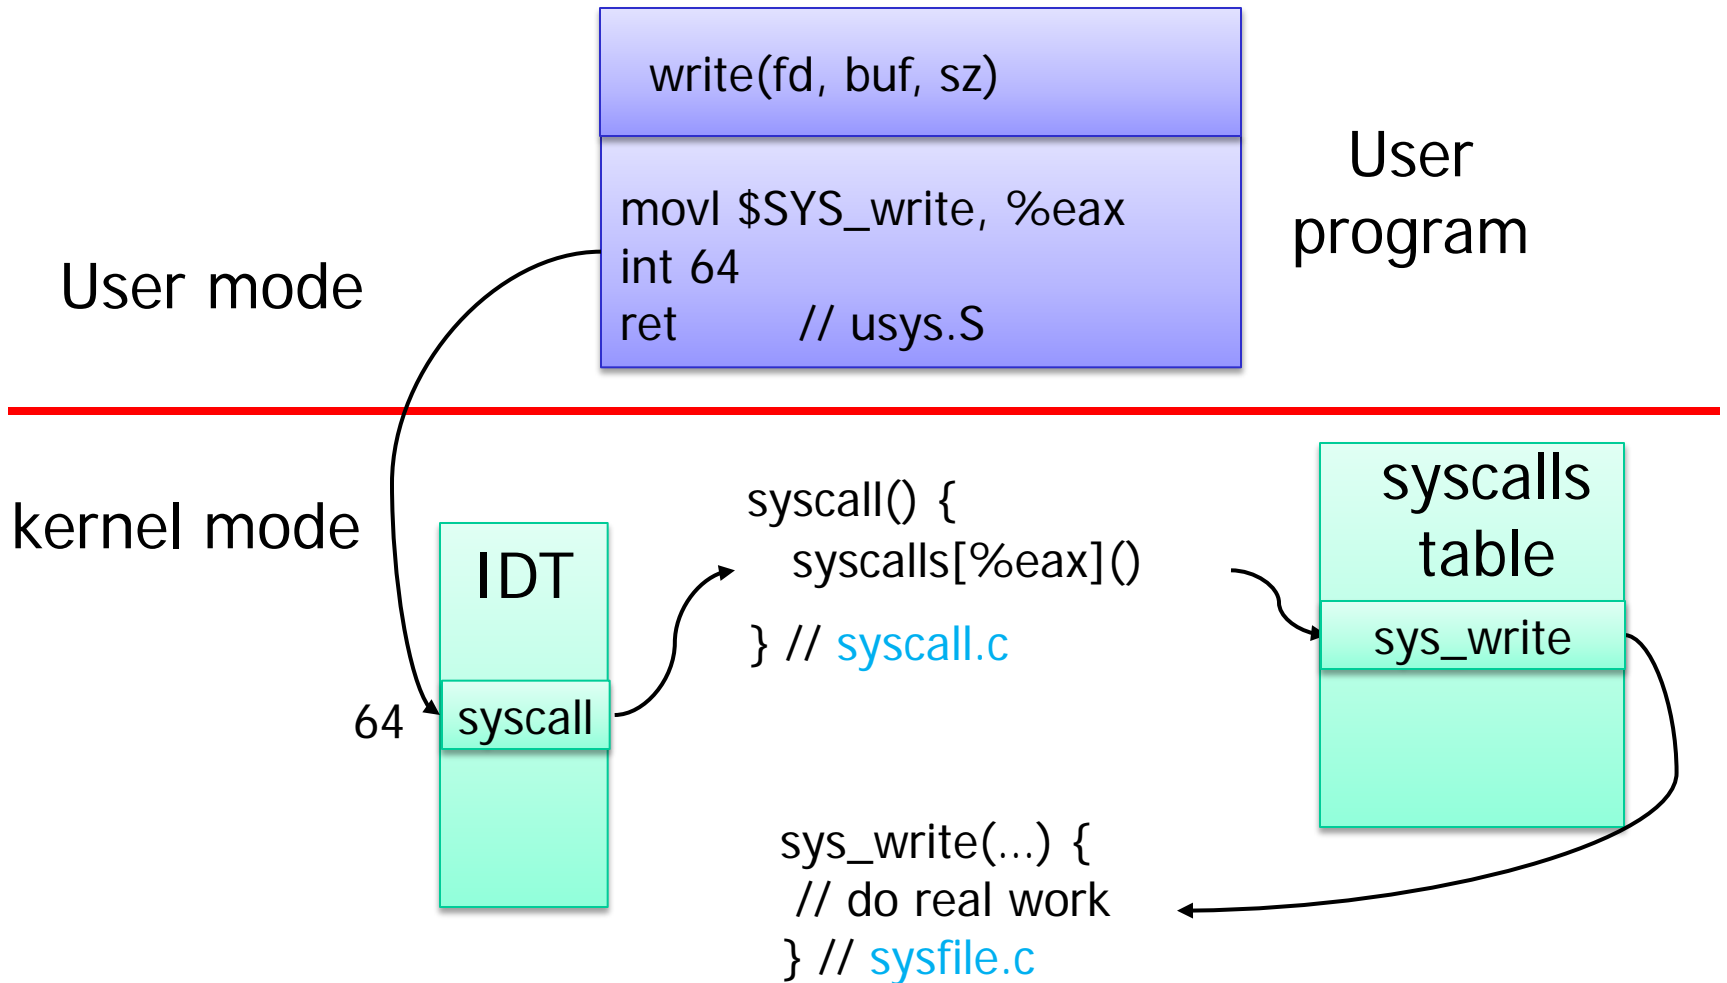 write(fd, buf, sz)
movl $SYS_write, %eax
int 64
ret // usys.S
User
program
User mode
kernel mode
IDT
64
syscall
syscall() {
syscalls[%eax]()
} // syscall.c
syscalls
table
sys_write
sys_write(...) {
// do real work
} // sysfile.c